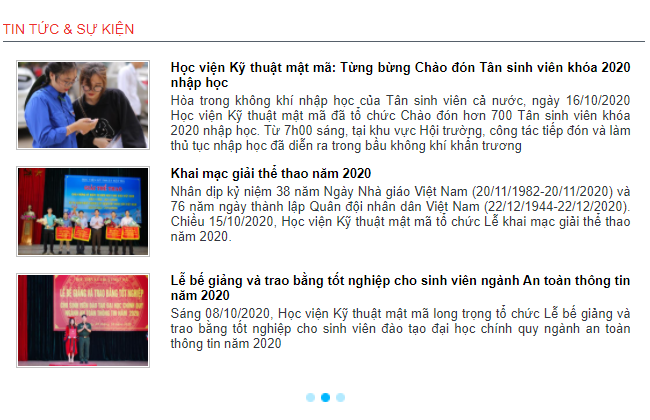 TIN TỨC & SỰ KIỆN
Học viện Kỹ thuật mật mã: Từng bừng Chào đón Tân sinh viên khóa 2020
nhập học
Hòa trong không khí nhập học của Tân sinh viên cả nước, ngày 16/10/2020
Học viện Kỹ thuật mật mã đã tổ chức Chào đón hơn 700 Tân sinh viên khóa
2020 nhập học. Từ 7h00 sáng, tại khu vực Hội trường, công tác tiếp đón và làm
thủ tục nhập học đã diễn ra trong bầu không khí khẩn trương
Khai mạc giải thể thao năm 2020
Nhân dịp kỷ niệm 38 năm Ngày Nhà giáo Việt Nam (20/11/1982-20/11/2020) và
76 năm ngày thành lập Quân đội nhân dân Việt Nam (22/12/1944-22/12/2020).
Chiều 15/10/2020, Học viện Kỹ thuật mật mã tổ chức Lễ khai mạc giải thể thao
năm 2020.
LỄ BẾ GIẢNG VÀ TRAO BẰNG TỐT NGHIỆP
Lễ bế giảng và trao bằng tốt nghiệp cho sinh viên ngành An toàn thông tin
năm 2020
Sáng 08/10/2020, Học viện Kỹ thuật mật mã long trọng tổ chức Lễ bế giảng và
trao bằng tốt nghiệp cho sinh viên đào tạo đại học chính quy ngành an toàn
thông tin năm 2020